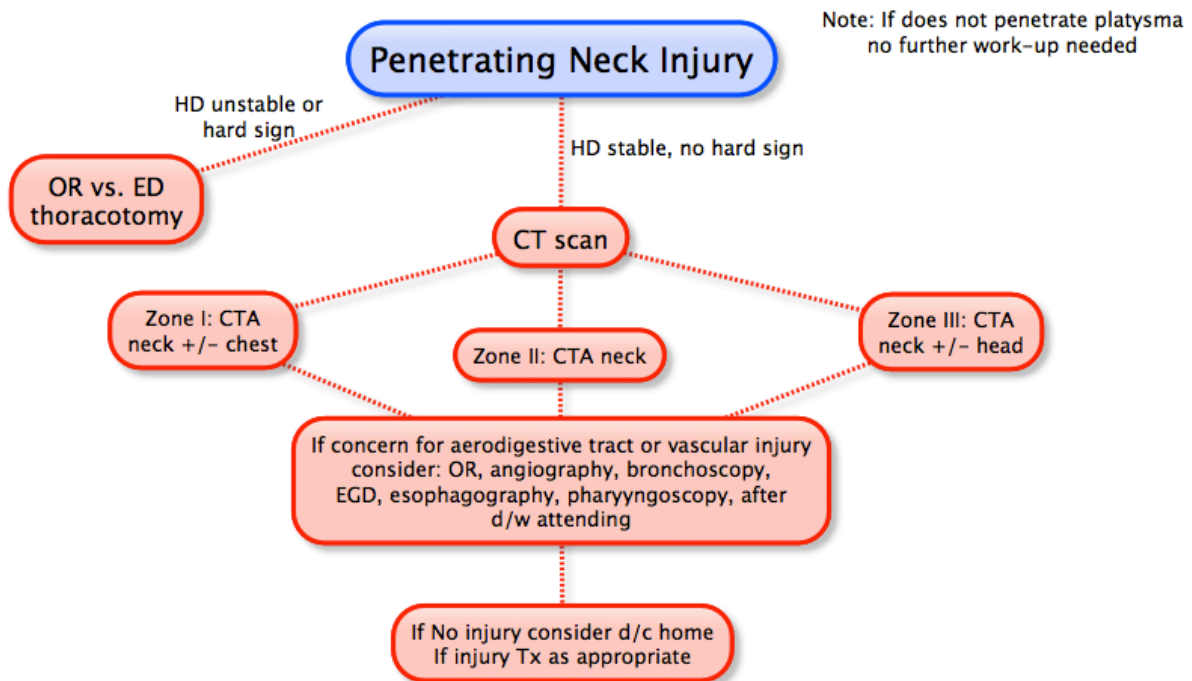 Note: If does not penetrate platysma
no further work-up needed
Penetrating Neck Injury
HD unstable or
hard sign
HD stable, no hard sign
OR vs. ED
thoracotomy
CT scan
Zone I: CTA
neck +/- chest
Zone II: CTA neck
Zone III: CTA
neck +/- head
If concern for aerodigestive tract or vascular injury
consider: OR, angiography, bronchoscopy,
EGD, esophagography, pharyyngoscopy, after
d/w attending
If No injury consider d/c home
If injury Tx as appropriate